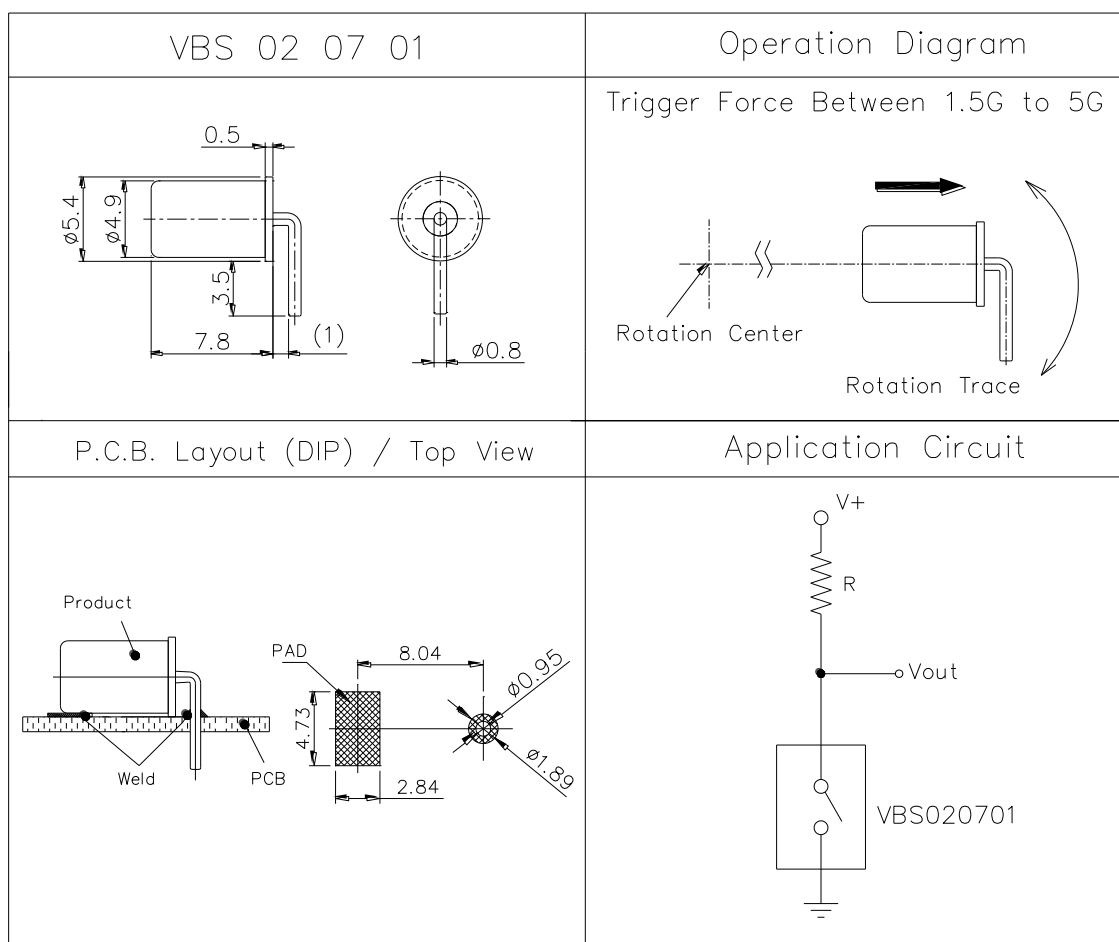 VBS 02 07 01
0.5
ø5.4
ø4.9
3.5
7.8
(1)
ø0.8
Operation Diagram
Trigger Force Between 1.5G to 5G
Rotation Center
Rotation Trace
P.C.B. Layout (DIP) / Top View
Product
Weld
PCB
PAD
8.04
4.73
2.84
ø0.95
ø1.89
Application Circuit
V+
R
Vout
VBS020701